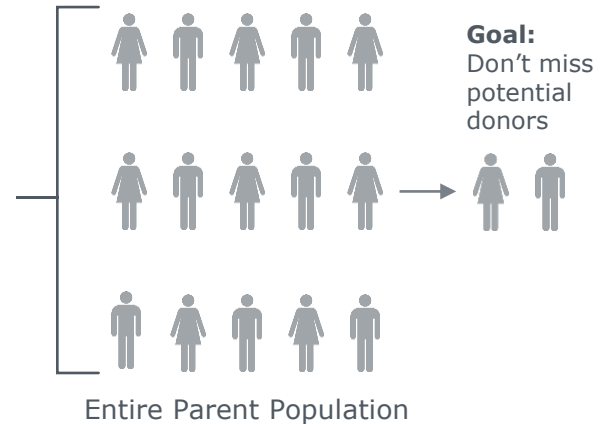 Goal:
Don't miss
potential
donors
Entire Parent Population